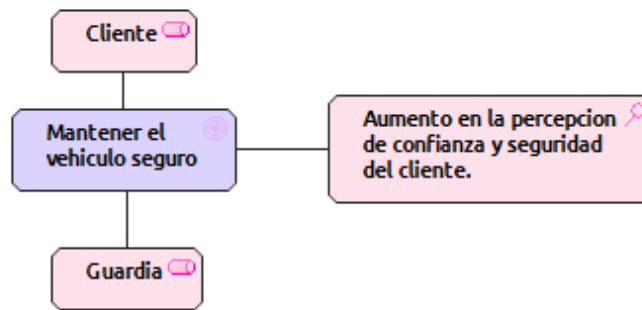 Cliente
Mantener el
vehiculo seguro
Aumento en la percepcion
de confianza y seguridad
del cliente.
Guardia